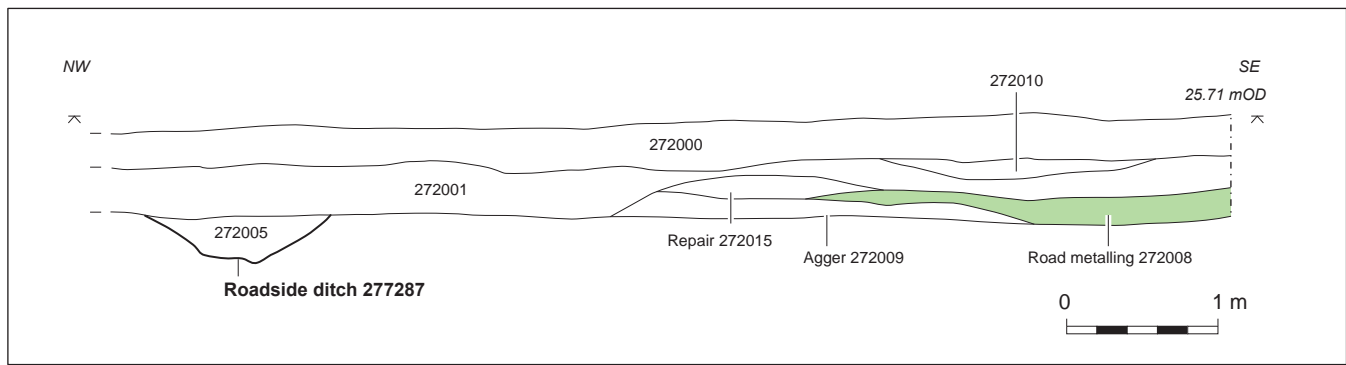 NW
SE
272010
25.71 mOD
272000
272001
272005
Repair 272015
Agger 272009
Road metalling 272008
Roadside ditch 277287
0 1 m